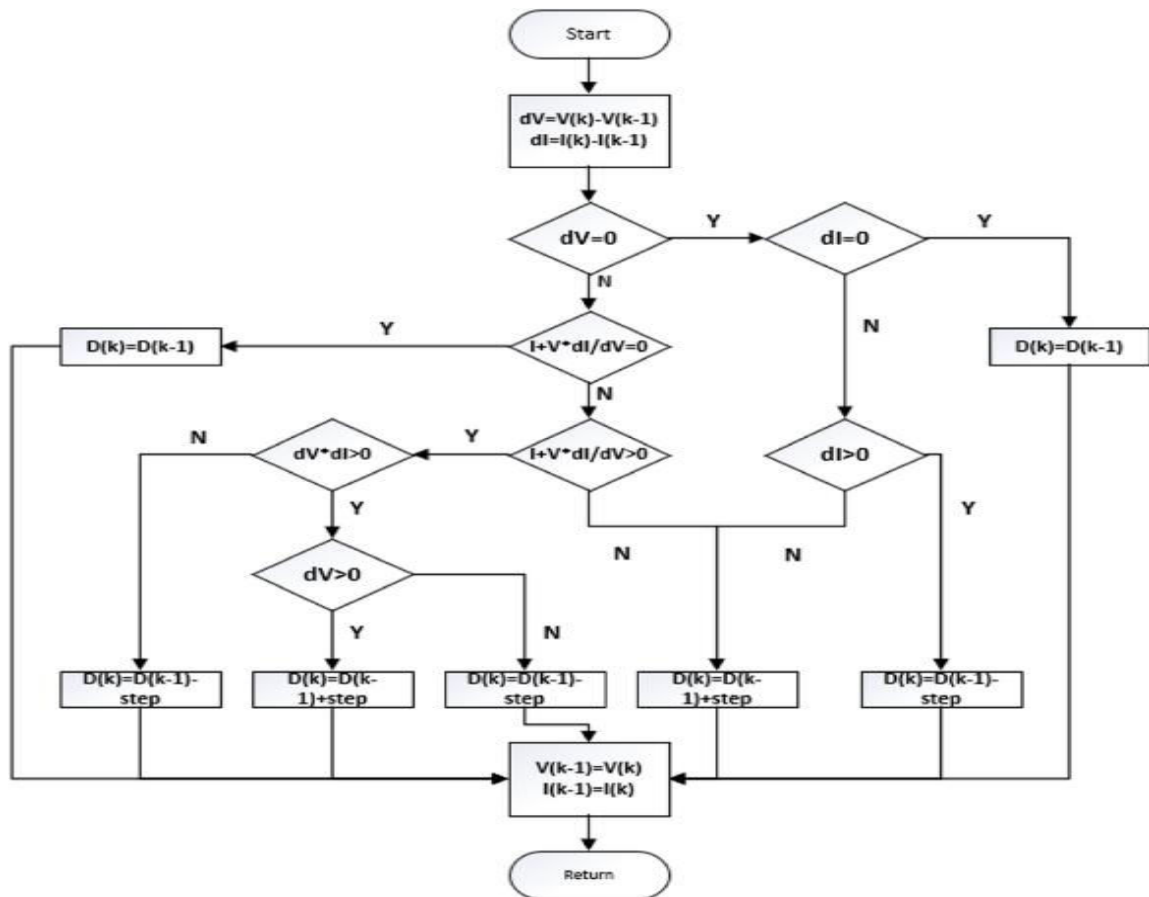 Start
dV=V(k)-V(k-1)
dI=I(k)-I(k-1)
dV=0
Y
dI=0
Y
N
N
D(k)=D(k-1)
Y
I+V*dI/dV=0
D(k)=D(k-1)
N
N
dV*dI>0
Y
I+V*dI/dV>0
dI>0
Y
Y
N
N
dV>0
Y
N
D(k)=D(k-1)-
step
D(k)=D(k-
1)+step
D(k)=D(k-1)-
step
D(k)=D(k-
1)+step
D(k)=D(k-1)-
step
V(k-1)=V(k)
I(k-1)=I(k)
Return